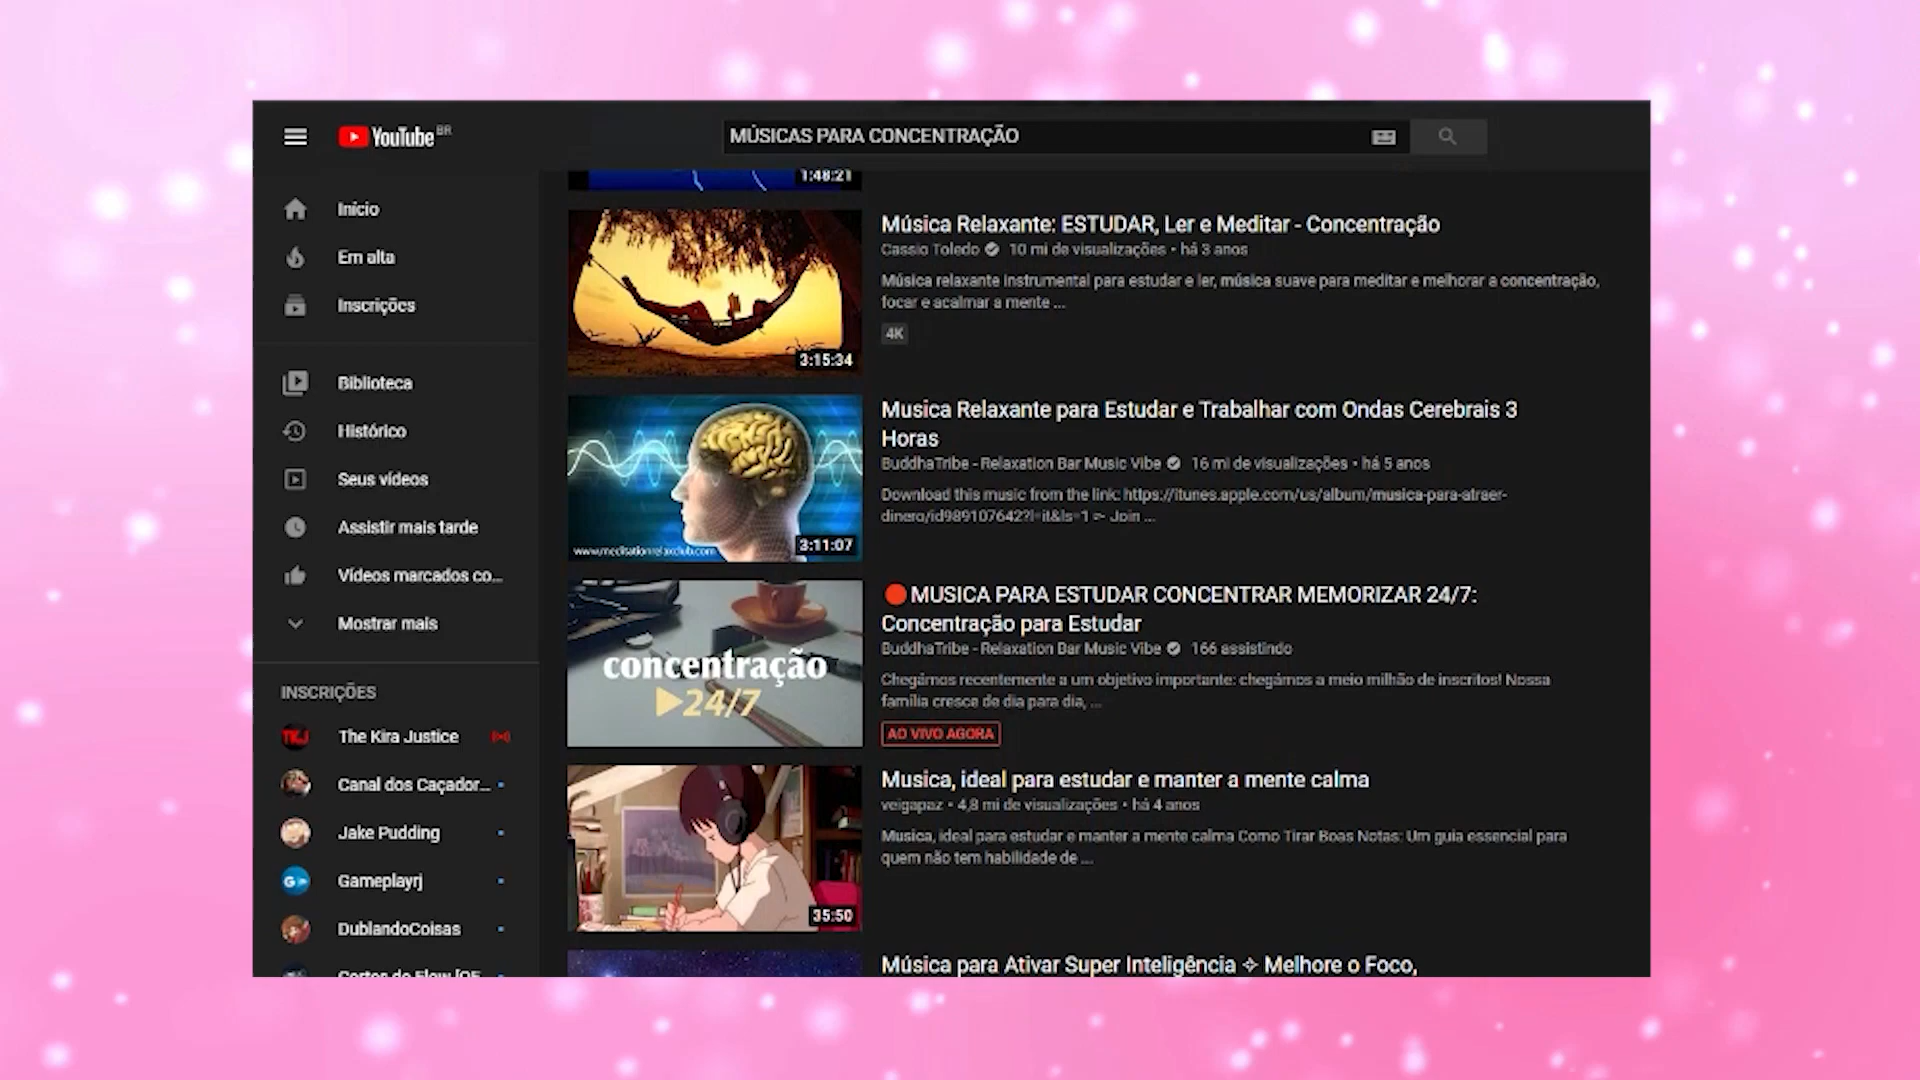 YouTube BR
MÚSICAS PARA CONCENTRAÇÃO
Início
Em alta
Inscrições
Biblioteca
Histórico
Seus vídeos
Assistir mais tarde
Vídeos marcados co...
Mostrar mais
INSCRIÇÕES
TKJ
The Kira Justice
Canal dos Caçador...
Jake Pudding
Gameplayrj
DublandoCoisas
1:48:21
3:15:34
Música Relaxante: ESTUDAR, Ler e Meditar - Concentração
Cassio Toledo 10 mi de visualizações • há 3 anos
Música relaxante instrumental para estudar e ler, música suave para meditar e melhorar a concentração,
focar e acalmar a mente ...
4K
www.meditationrelaxclub.com
3:11:07
Musica Relaxante para Estudar e Trabalhar com Ondas Cerebrais 3
Horas
BuddhaTribe - Relaxation Bar Music Vibe 16 mi de visualizações • há 5 anos
Download this music from the link: https://itunes.apple.com/us/album/musica-para-atraer-
dinero/id989107642?l=it&ls=1 Join ...
concentração
24/7
MUSICA PARA ESTUDAR CONCENTRAR MEMORIZAR 24/7:
Concentração para Estudar
BuddhaTribe - Relaxation Bar Music Vibe 166 assistindo
Chegámos recentemente a um objetivo importante: chegámos a meio milhão de inscritos! Nossa
família cresce de dia para dia, ...
AO VIVO AGORA
35:50
Musica, ideal para estudar e manter a mente calma
veigapaz • 4,8 mi de visualizações • há 4 anos
Musica, ideal para estudar e manter a mente calma Como Tirar Boas Notas: Um guia essencial para
quem não tem habilidade de ...
Música para Ativar Super Inteligência ✧ Melhore o Foco,